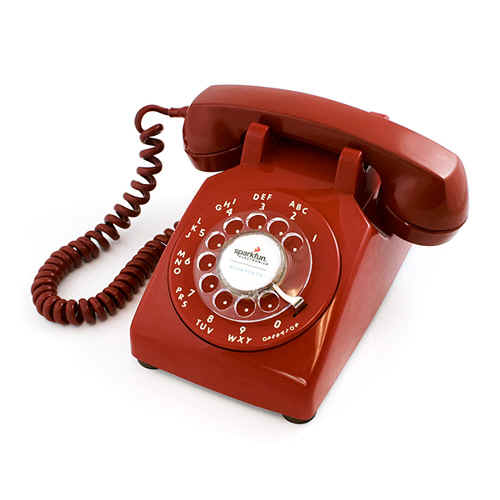 ABC
2
DEF
3
GHI
4
JKL
5
MNO
6
PRS
7
TUV
8
WXY
9
OPERATOR
0
1
sparkfun
ELECTRONICS